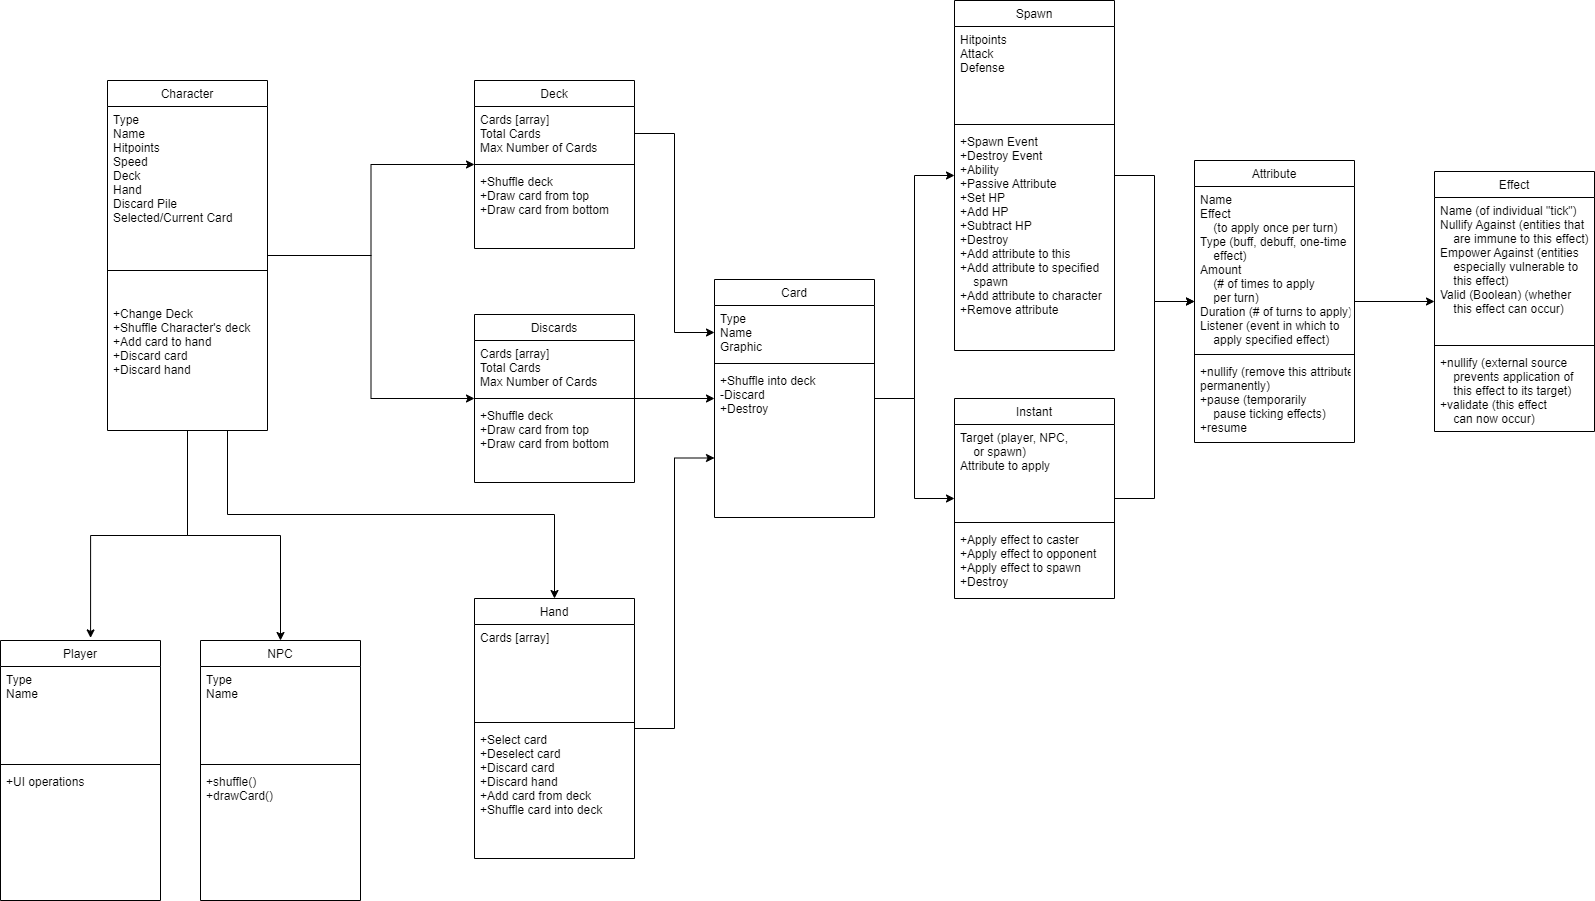 Character
Type
Name
Hitpoints
Speed
Deck
Hand
Discard Pile
Selected/Current Card
+Change Deck
+Shuffle Character's deck
+Add card to hand
+Discard card
+Discard hand
Player
Type
Name
+UI operations
NPC
Type
Name
+shuffle()
+drawCard()
Deck
Cards [array]
Total Cards
Max Number of Cards
+Shuffle deck
+Draw card from top
+Draw card from bottom
Discards
Cards [array]
Total Cards
Max Number of Cards
+Shuffle deck
+Draw card from top
+Draw card from bottom
Hand
Cards [array]
+Select card
+Deselect card
+Discard card
+Discard hand
+Add card from deck
+Shuffle card into deck
Card
Type
Name
Graphic
+Shuffle into deck
-Discard
+Destroy
Spawn
Hitpoints
Attack
Defense
+Spawn Event
+Destroy Event
+Ability
+Passive Attribute
+Set HP
+Add HP
+Subtract HP
+Destroy
+Add attribute to this
+Add attribute to specified
spawn
+Add attribute to character
+Remove attribute
Instant
Target (player, NPC,
or spawn)
Attribute to apply
+Apply effect to caster
+Apply effect to opponent
+Apply effect to spawn
+Destroy
Attribute
Name
Effect
(to apply once per turn)
Type (buff, debuff, one-time
effect)
Amount
(# of times to apply
per turn)
Duration (# of turns to apply)
Listener (event in which to
apply specified effect)
+nullify (remove this attribute
permanently)
+pause (temporarily
pause ticking effects)
+resume
Effect
Name (of individual "tick")
Nullify Against (entities that
are immune to this effect)
Empower Against (entities
especially vulnerable to
this effect)
Valid (Boolean) (whether
this effect can occur)
+nullify (external source
prevents application of
this effect to its target)
+validate (this effect
can now occur)